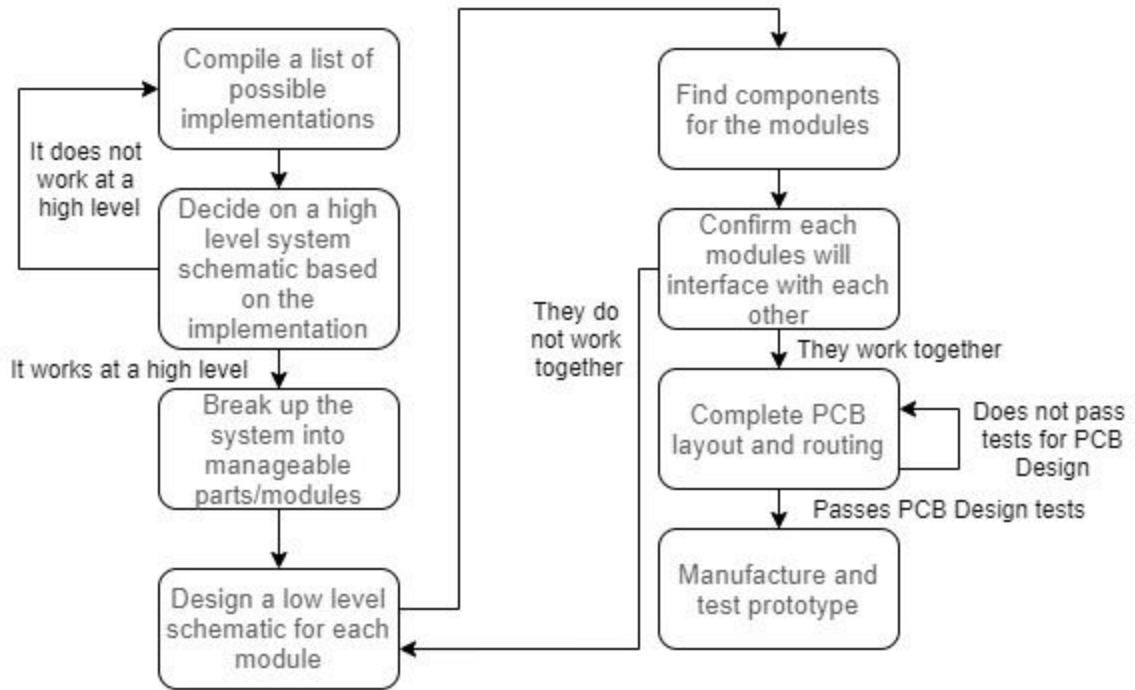 Compile a list of
possible
implementations
It does not
work at a
high level
Decide on a high
level system
schematic based
on the
implementation
It works at a high level
Break up the
system into
manageable
parts/modules
Design a low level
schematic for each
module
Find components
for the modules
Confirm each
modules will
interface with each
other
They do
not work
together
They work together
Complete PCB
layout and routing
Does not pass
tests for PCB
Design
Passes PCB Design tests
Manufacture and
test prototype